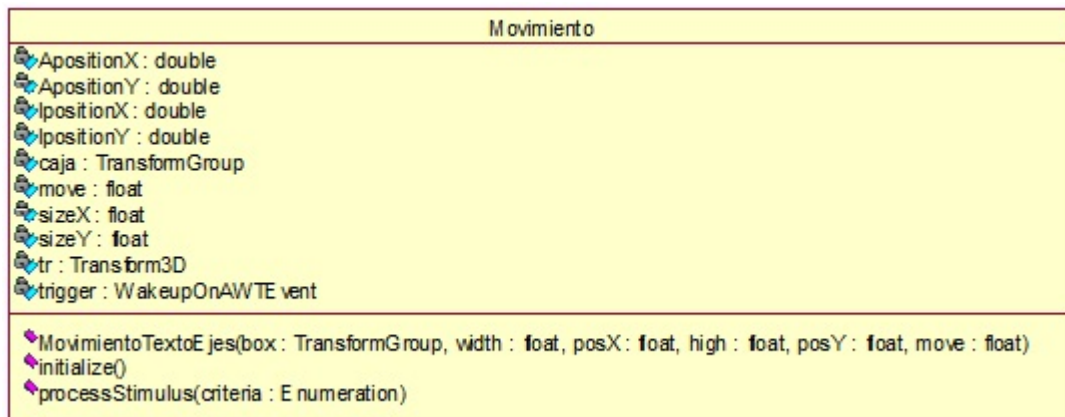 Movimiento
ApositionX : double
ApositionY : double
IpositionX : double
IpositionY : double
caja : TransformGroup
move : float
sizeX : float
sizeY : float
tr : Transform3D
trigger : WakeupOnAWTEvent
MovimientoTextoEjes(box : TransformGroup, width : float, posX : float, high : float, posY : float, move : float)
initialize()
processStimulus(criteria : Enumeration)